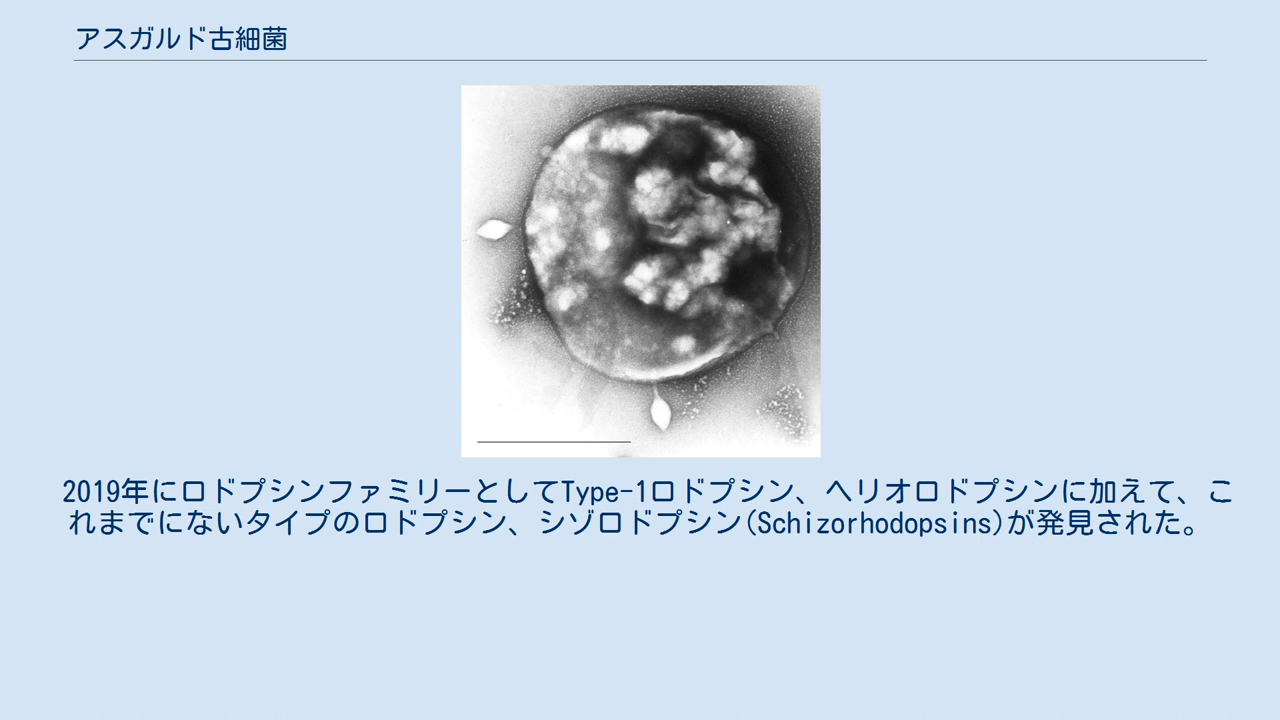 アスガルド古細菌
2019年にロドプシンファミリーとしてType-1ロドプシン、ヘリオロドプシンに加えて、こ
れまでにないタイプのロドプシン、シゾロドプシン(Schizorhodopsins)が発見された。